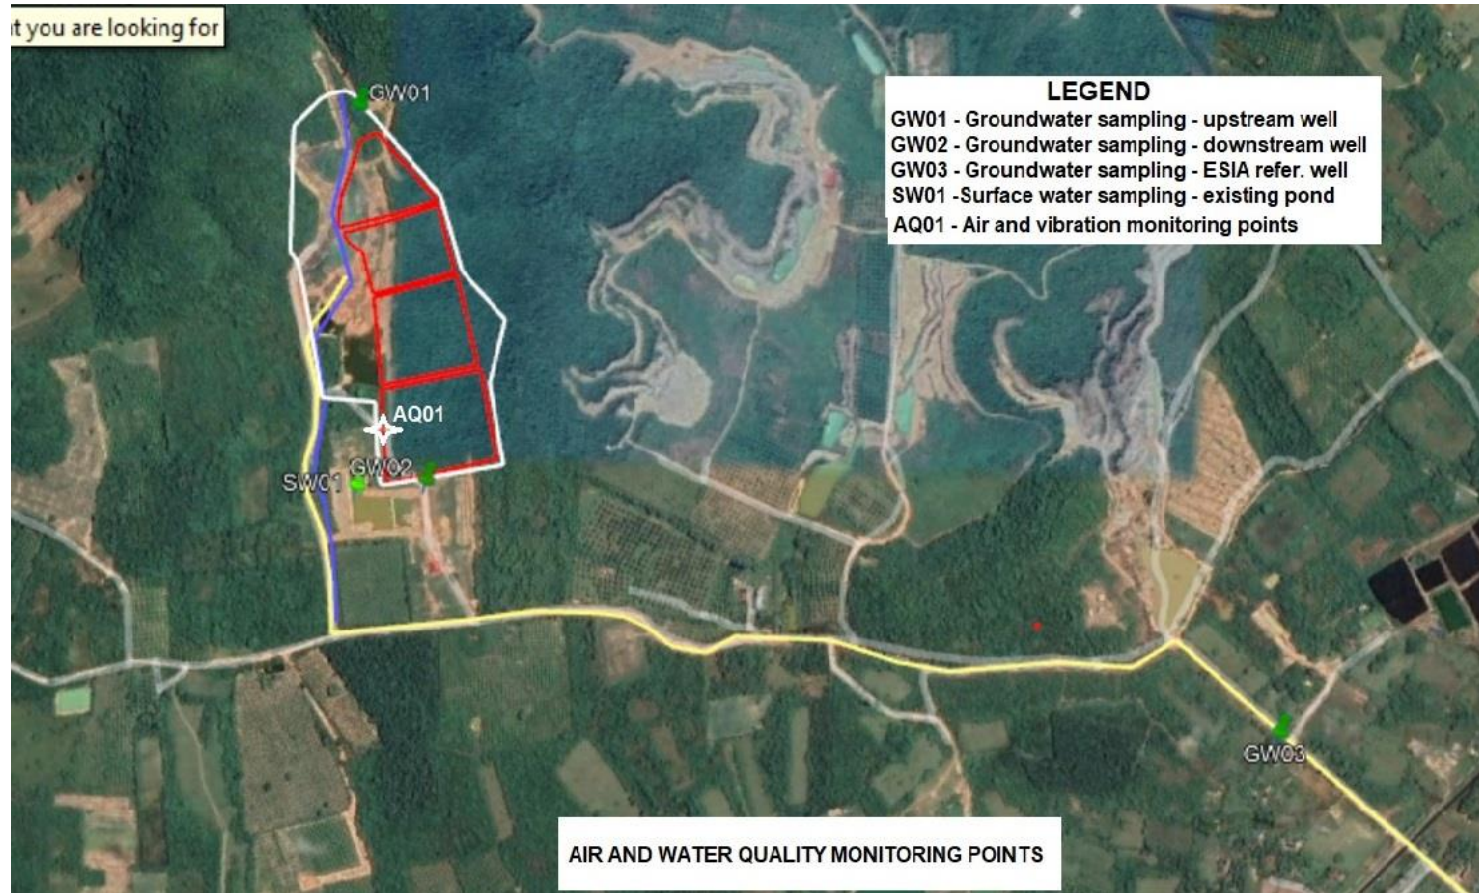 t you are looking for
GW01
LEGEND
GW01 - Groundwater sampling - upstream well
GW02 - Groundwater sampling - downstream well
GW03 - Groundwater sampling - ESIA refer. well
SW01 -Surface water sampling - existing pond
AQ01 - Air and vibration monitoring points
AQ01
GW02
SW01
GW03
AIR AND WATER QUALITY MONITORING POINTS